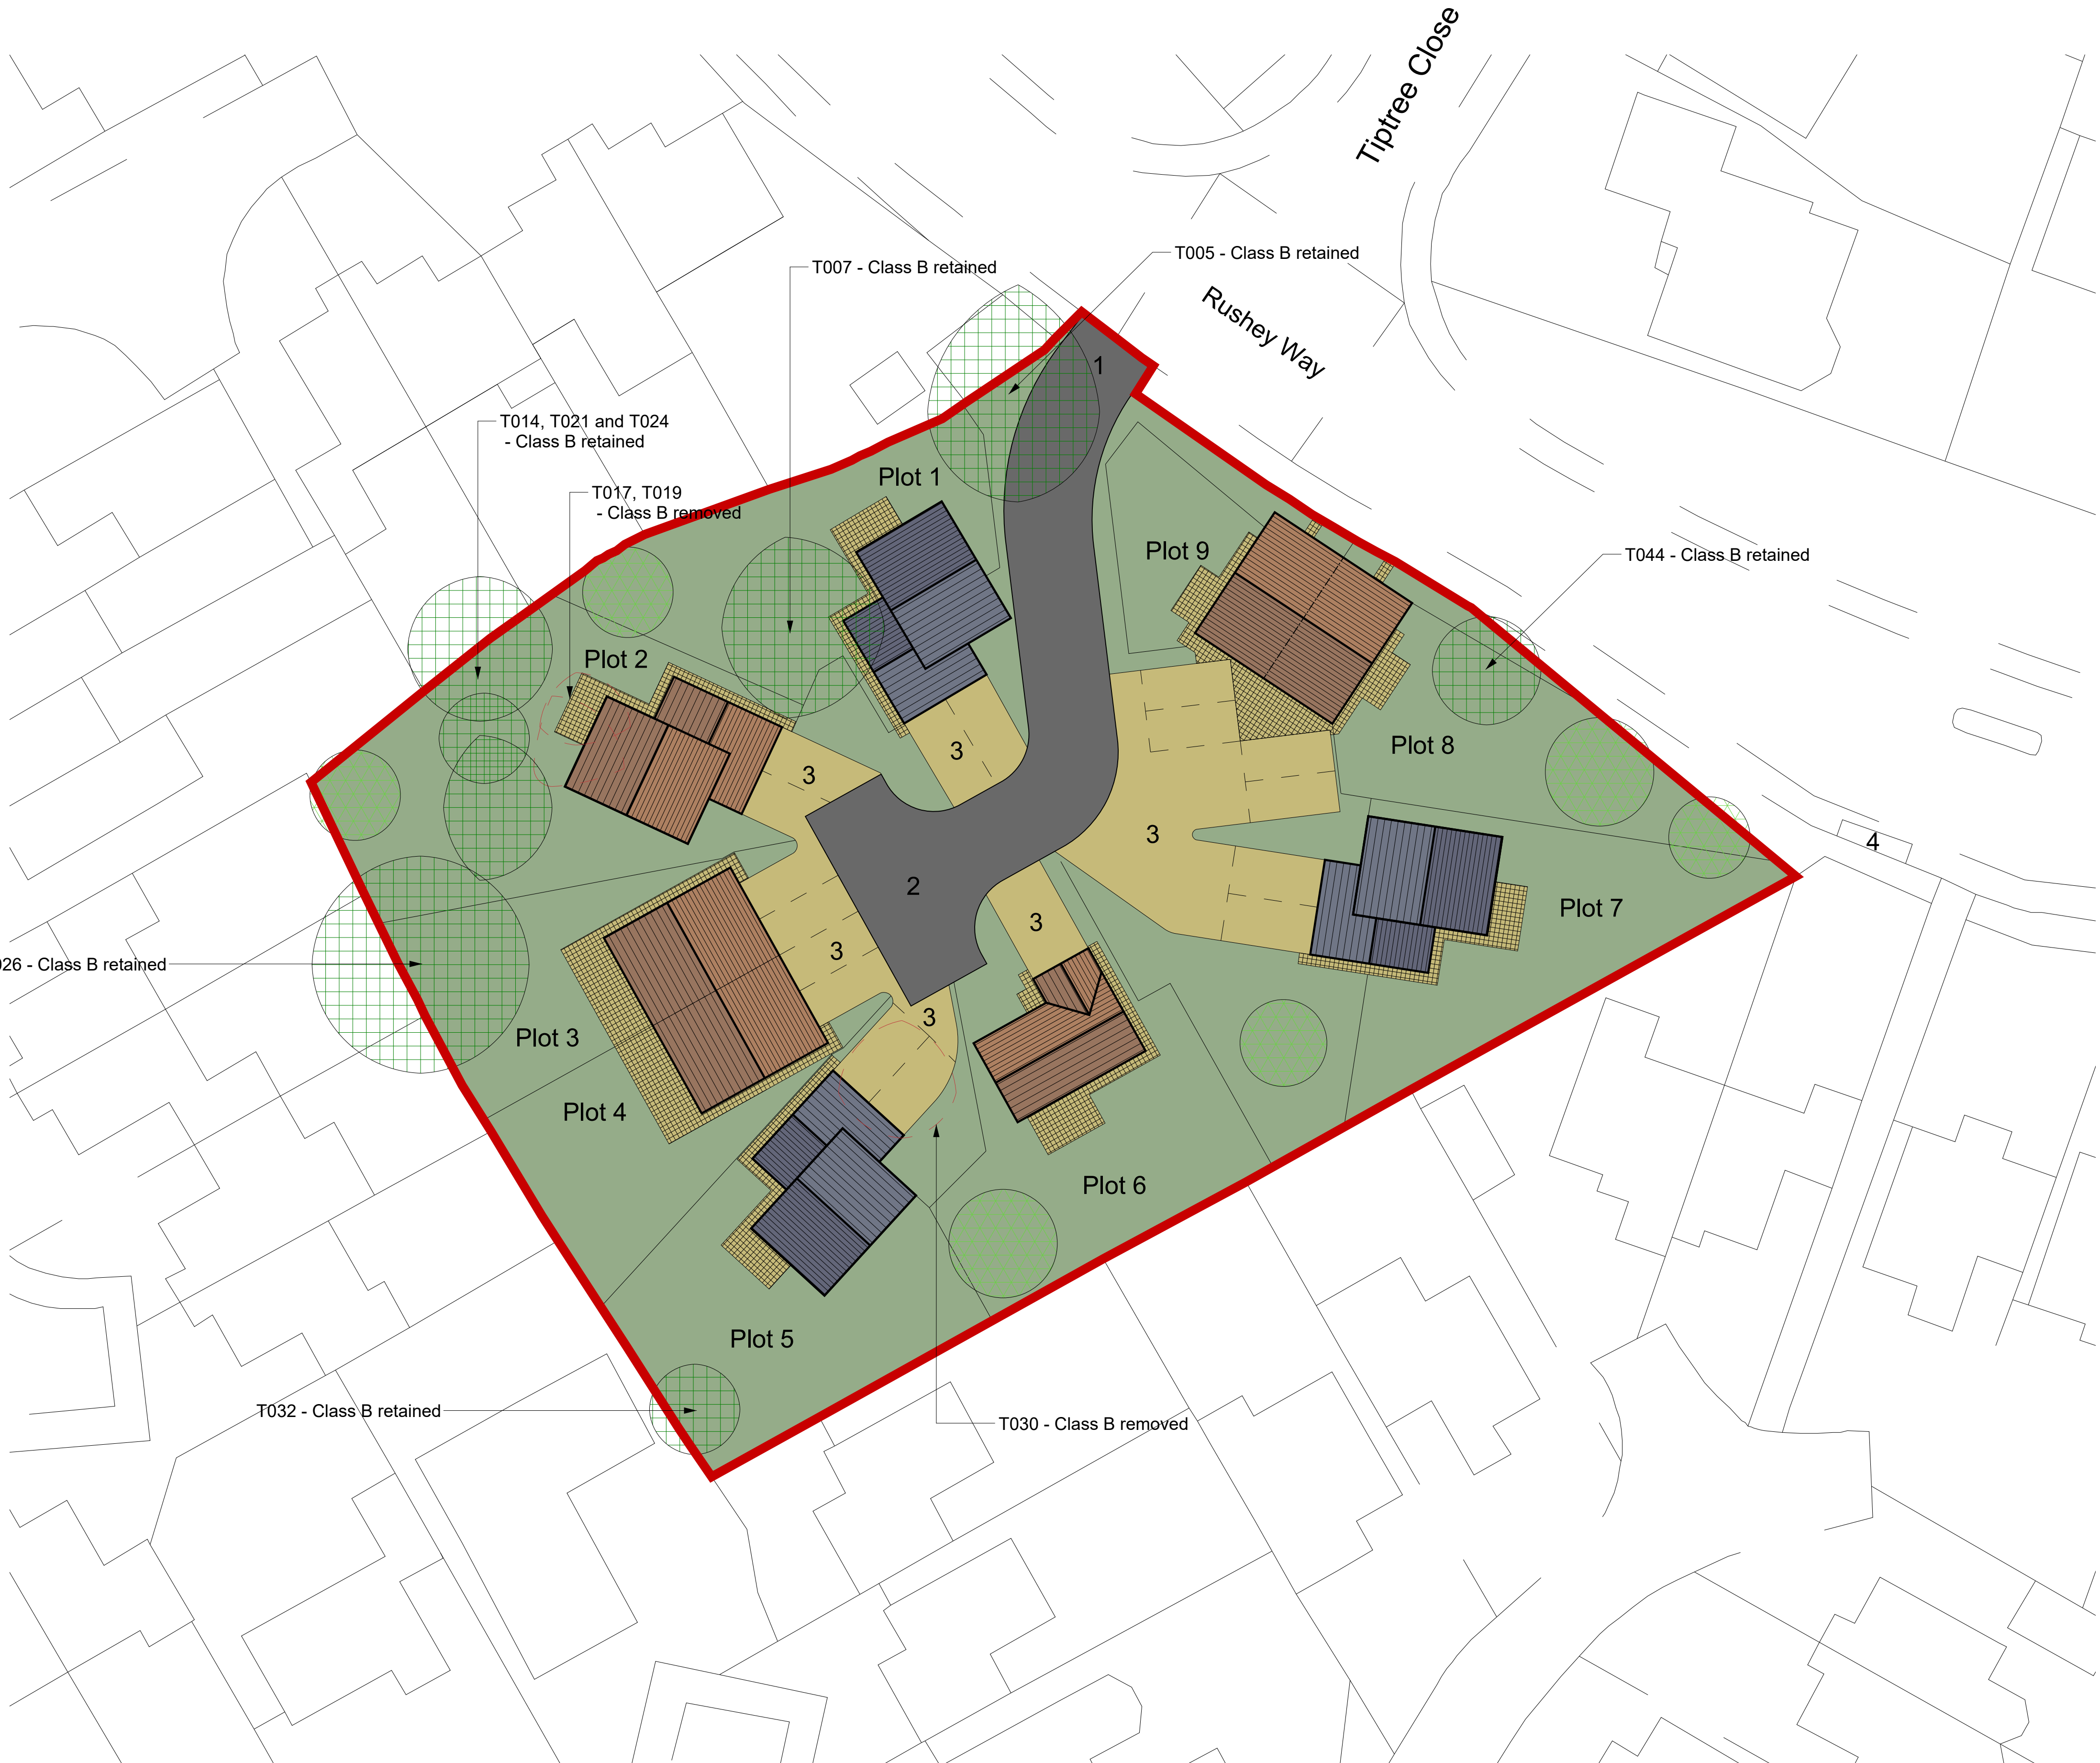 Tiptree Close
T005 - Class B retained
T007 - Class B retained
Rushey Way
1
T014, T021 and T024
- Class B retained
Plot 1
T017, T019
- Class B removed
Plot 9
T044 - Class B retained
Plot 2
Plot 8
3
3
3
4
2
Plot 7
3
3
26 - Class B retained
3
Plot 3
Plot 4
Plot 6
Plot 5
T032 - Class B retained
T030 - Class B removed